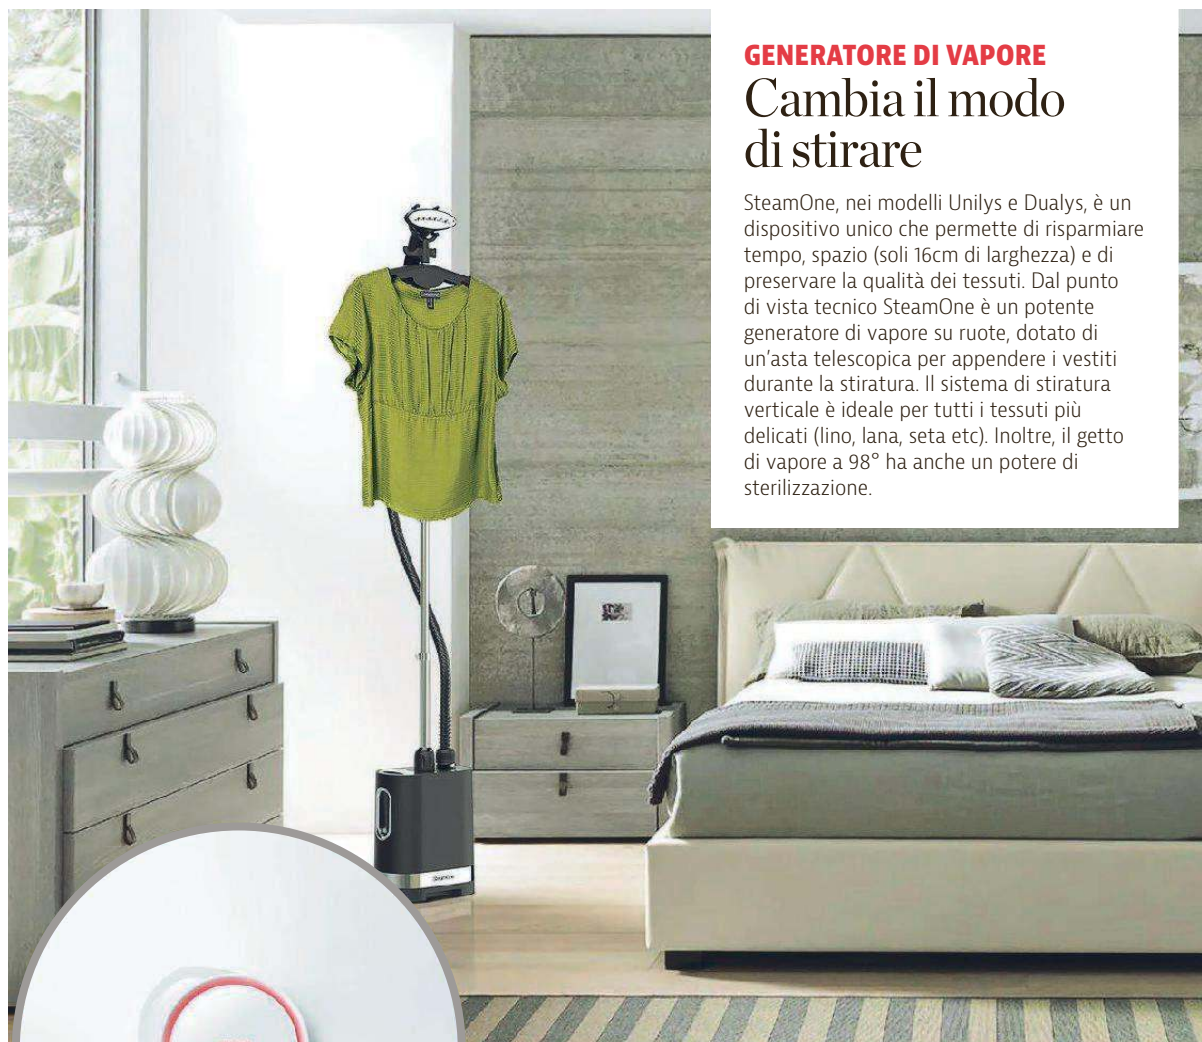 GENERATORE DI VAPORE
Cambia il modo
di stirare
SteamOne, nei modelli Unilys e Dualys, è un
dispositivo unico che permette di risparmiare
tempo, spazio (soli 16cm di larghezza) e di
preservare la qualità dei tessuti. Dal punto
di vista tecnico SteamOne è un potente
generatore di vapore su ruote, dotato di
un’asta telescopica per appendere i vestiti
durante la stiratura. Il sistema di stiratura
verticale è ideale per tutti i tessuti più
delicati (lino, lana, seta etc). Inoltre, il getto
di vapore a 98° ha anche un potere di
sterilizzazione.